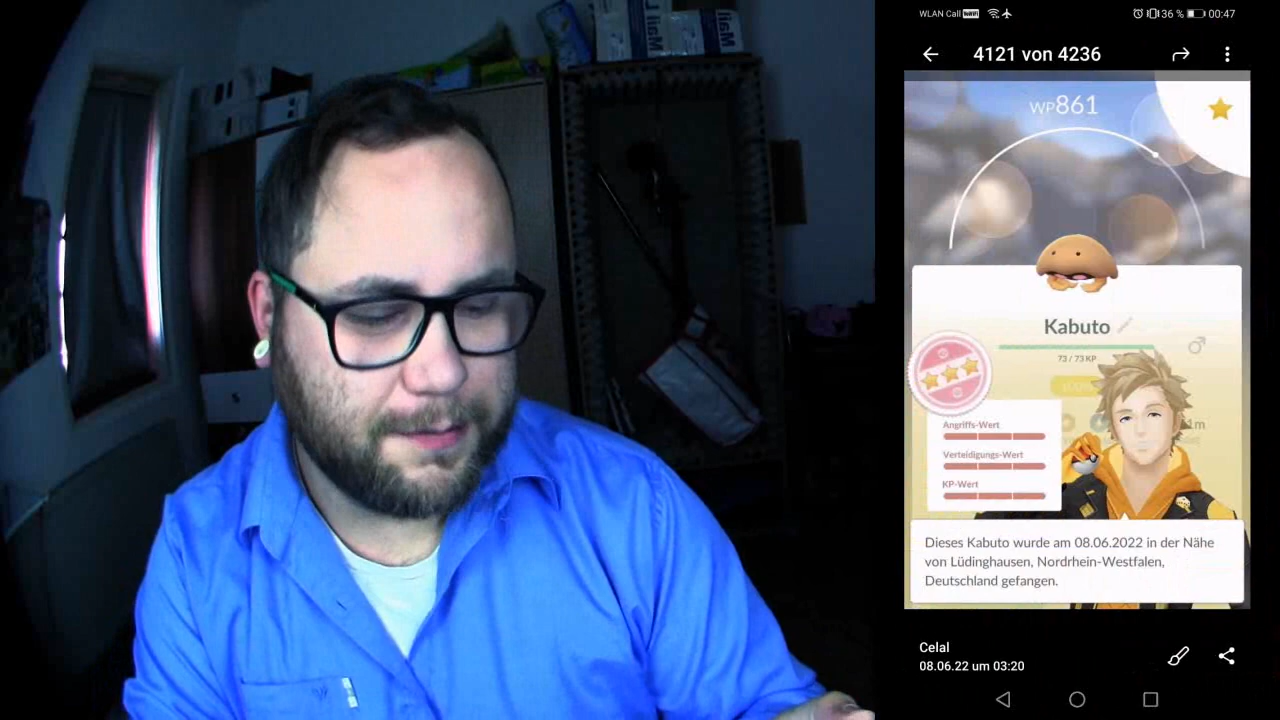 WLAN Call VoWiFi
36 %
00:47
4121 von 4236
WP861
Kabuto
73 / 73 KP
Angriffs-Wert
Verteidigungs-Wert
KP-Wert
Dieses Kabuto wurde am 08.06.2022 in der Nähe
von Lüdinghausen, Nordrhein-Westfalen,
Deutschland gefangen.
Celal
08.06.22 um 03:20